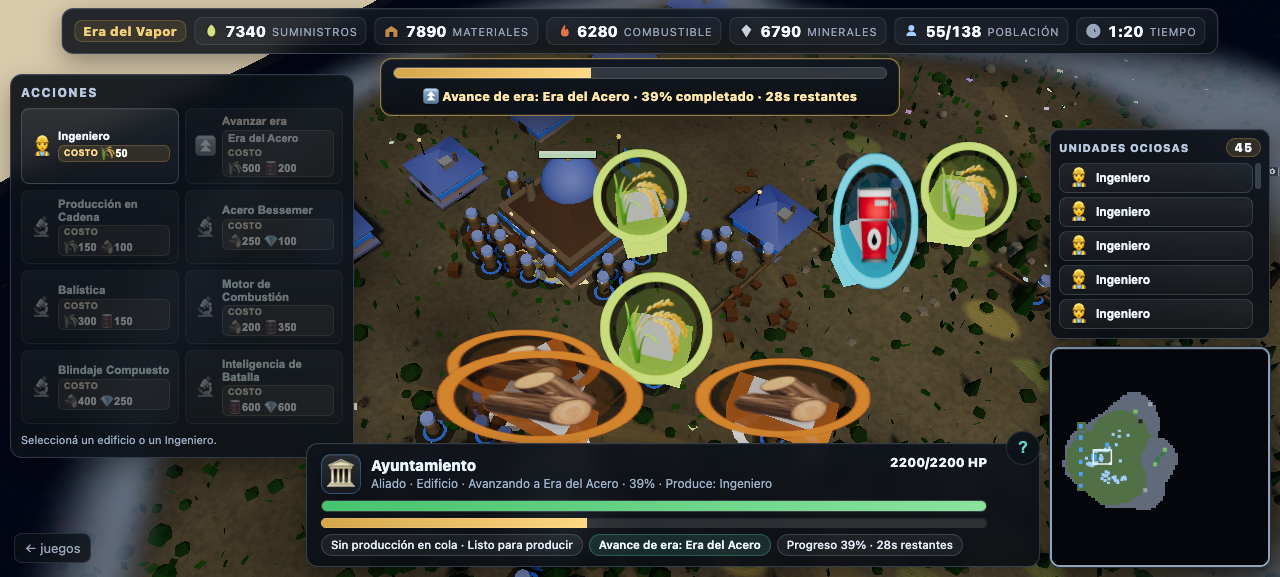 Era del Vapor
7340 SUMINISTROS
7890 MATERIALES
6280 COMBUSTIBLE
6790 MINERALES
55/138 POBLACIÓN
1:20 TIEMPO
Avance de era: Era del Acero · 39% completado · 28s restantes
ACCIONES
Ingeniero
COSTO 50
Avanzar era
Era del Acero
COSTO
500 200
Producción en
Cadena
COSTO
150 100
Acero Bessemer
COSTO
250 100
Balística
COSTO
300 150
Motor de
Combustión
COSTO
200 350
Blindaje Compuesto
COSTO
400 250
Inteligencia de
Batalla
COSTO
600 600
Seleccioná un edificio o un Ingeniero.
UNIDADES OCIOSAS 45
Ingeniero
Ingeniero
Ingeniero
Ingeniero
Ingeniero
?
Ayuntamiento
2200/2200 HP
Aliado · Edificio · Avanzando a Era del Acero · 39% · Produce: Ingeniero
Sin producción en cola · Listo para producir
Avance de era: Era del Acero
Progreso 39% · 28s restantes
← juegos